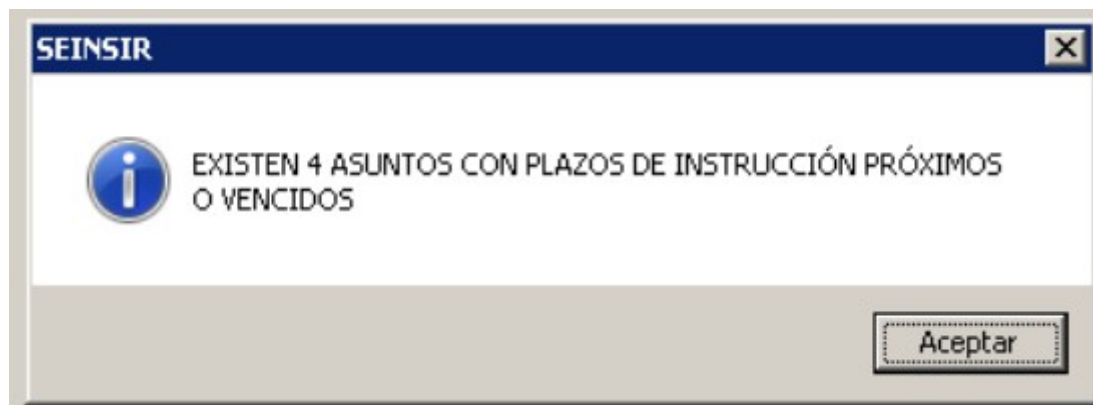 SEINSIR
EXISTEN 4 ASUNTOS CON PLAZOS DE INSTRUCCIÓN PRÓXIMOS
O VENCIDOS
Aceptar